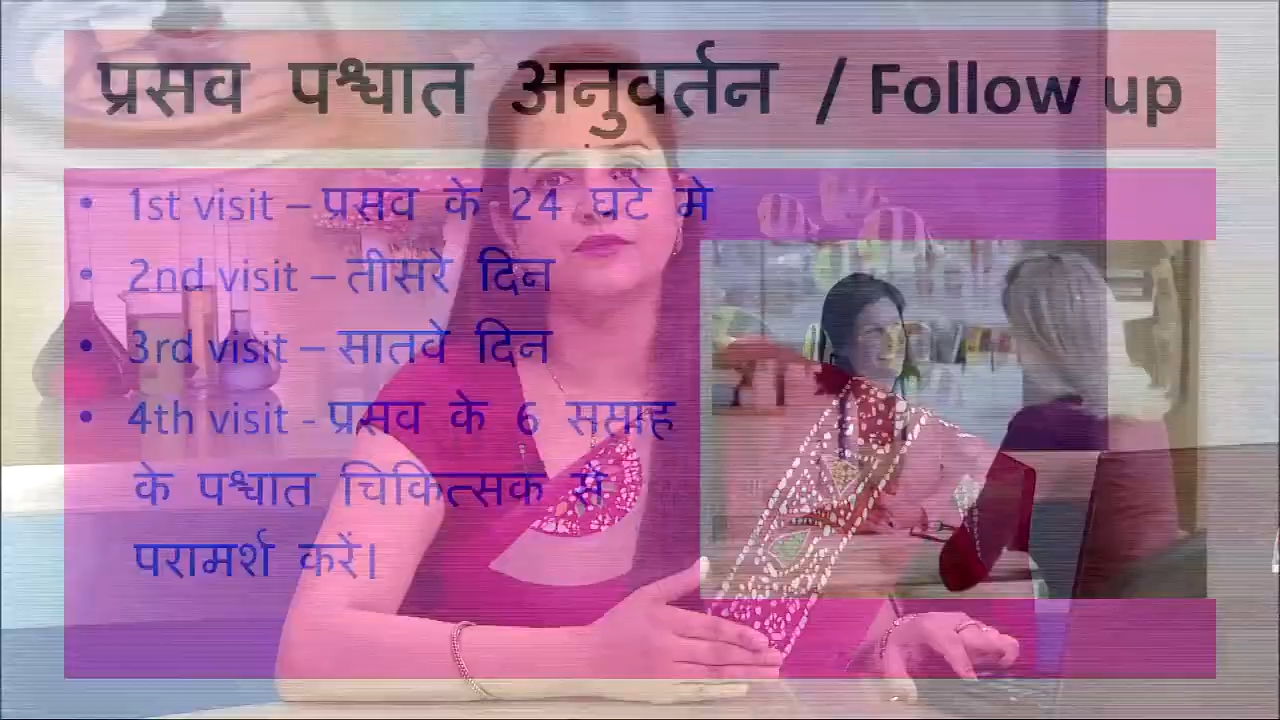 प्रसव पश्चात अनुवर्तन / Follow up
• 1st visit – प्रसव के 24 घंटे मे
• 2nd visit – तीसरे दिन
• 3rd visit – सातवे दिन
• 4th visit - प्रसव के 6 सप्ताह
के पश्चात चिकित्सक से
परामर्श करें।